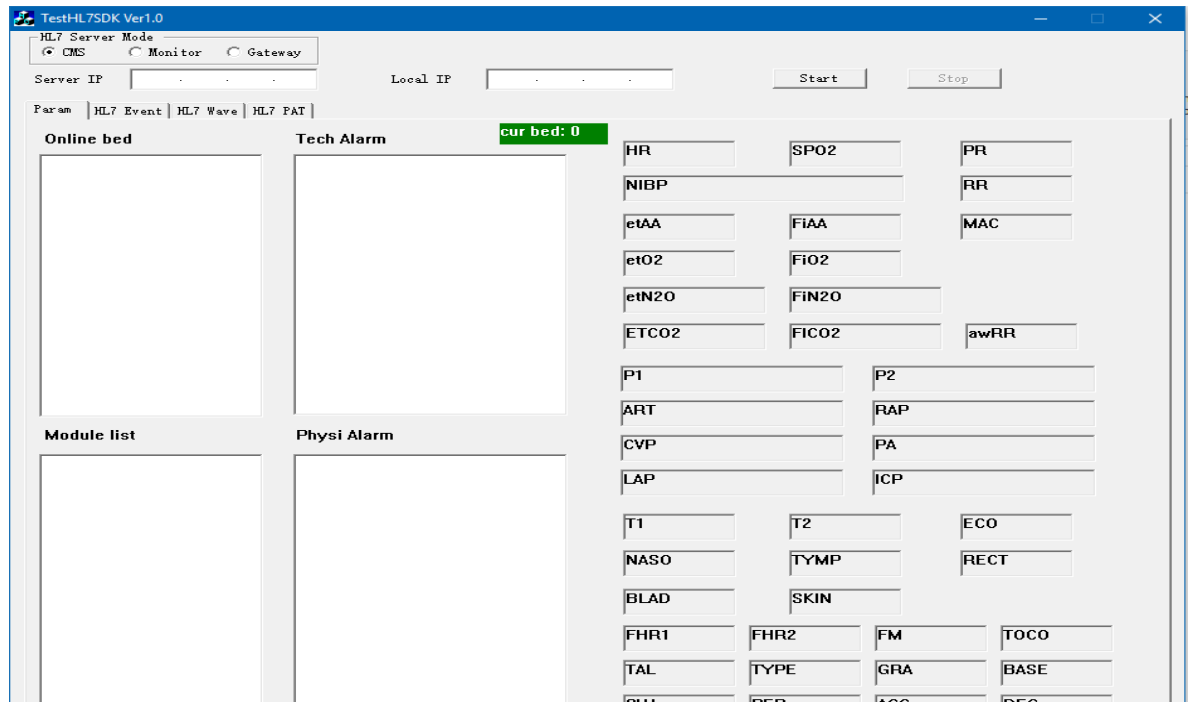 TestHL7SDK Ver1.0
HL7 Server Mode
CMS Monitor Gateway
Server IP . . . Local IP . . . Start Stop
Param HL7 Event HL7 Wave HL7 PAT
Online bed Tech Alarm cur bed: 0
HR SPO2 PR
NIBP RR
etAA FiAA MAC
etO2 FiO2
etN2O FiN2O
ETCO2 FICO2 awRR
P1 P2
ART RAP
Module list Physi Alarm
CVP PA
LAP ICP
T1 T2 ECO
NASO TYMP RECT
BLAD SKIN
FHR1 FHR2 FM TOCO
TAL TYPE GRA BASE